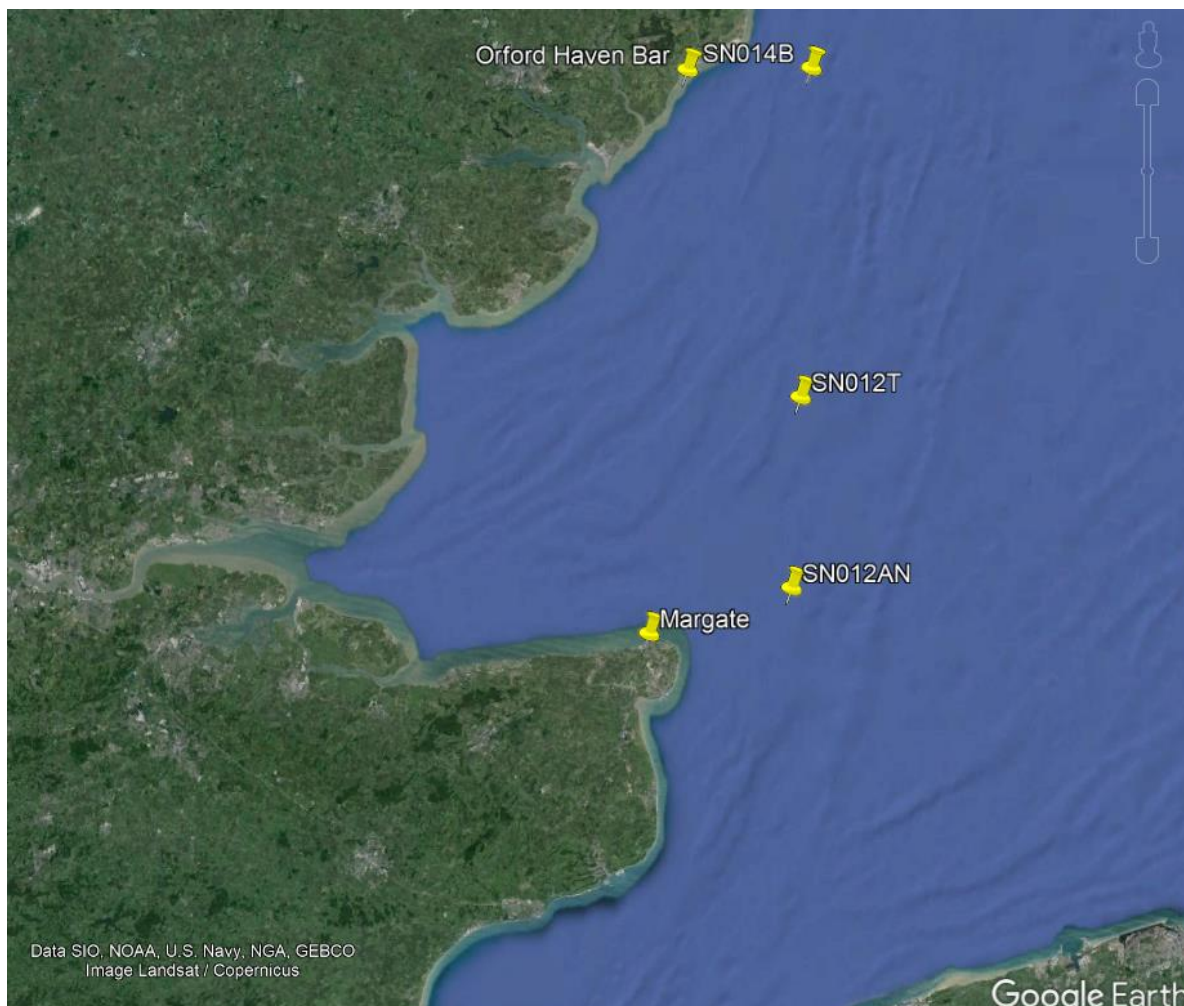 Orford Haven Bar
SN014B
SN012T
SN012AN
Margate
Data SIO, NOAA, U.S. Navy, NGA, GEBCO
Image Landsat / Copernicus
Google Earth